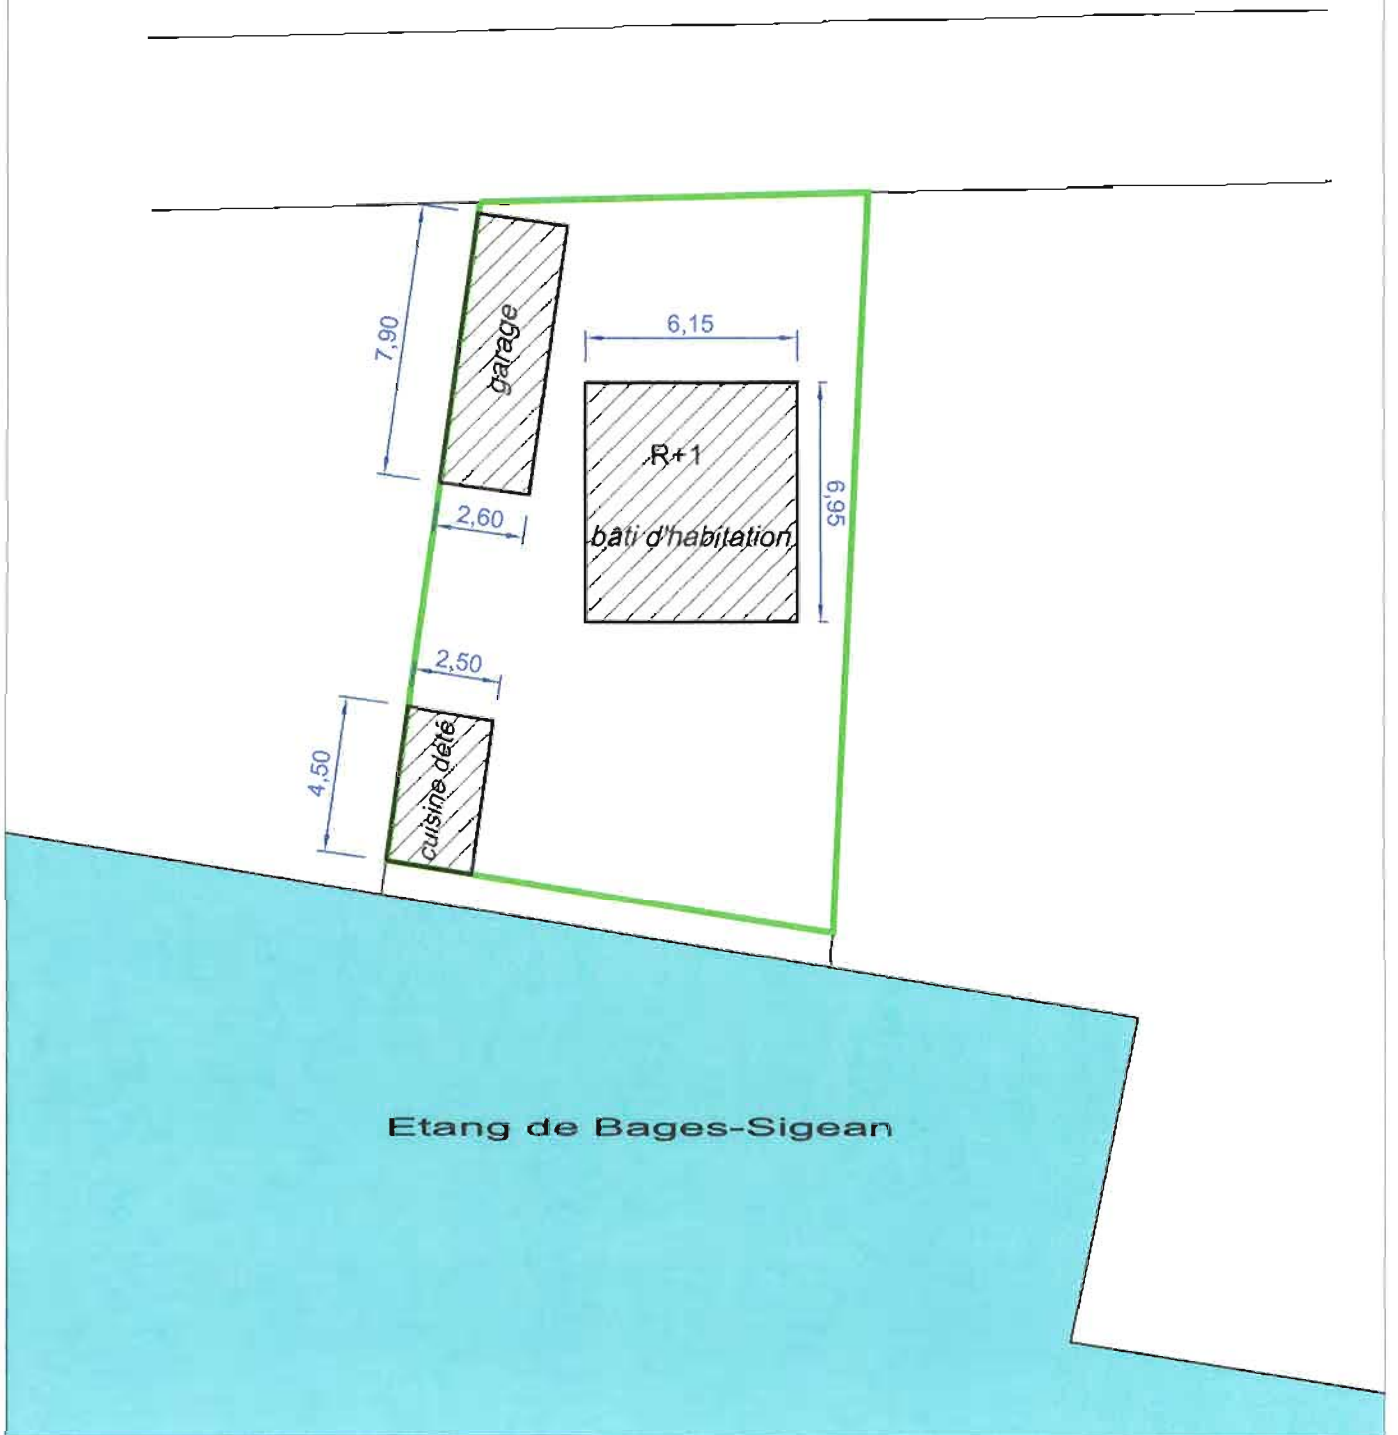 7,90
garage
6,15
R+1
6,95
2,60
bâti d'habitation
2,50
4,50
cuisine d'été
Etang de Bages-Sigean